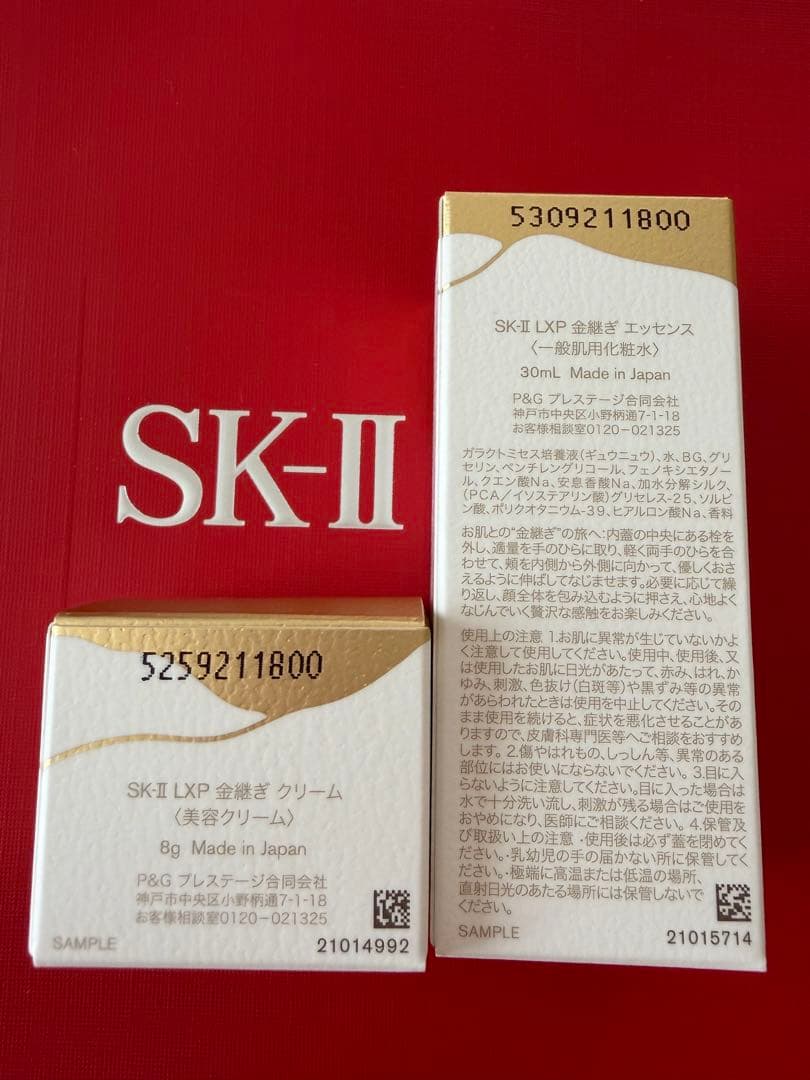 SK-II
5259211800
SK-II LXP 金継ぎ クリーム
〈美容クリーム〉
8g Made in Japan
P&G プレステージ合同会社
神戸市中央区小野柄通7-1-18
お客様相談室0120-021325
SAMPLE
21014992
5309211800
SK-II LXP 金継ぎ エッセンス
〈一般肌用化粧水〉
30mL Made in Japan
P&G プレステージ合同会社
神戸市中央区小野柄通7-1-18
お客様相談室0120-021325
ガラクトミセス培養液(ギュウニュウ)、水、BG、グリ
セリン、ペンチレングリコール、フェノキシエタノー
ル、クエン酸Na、安息香酸Na、加水分解シルク、
(PCA/イソステアリン酸)グリセレス-25、ソルビ
ン酸、ポリクオタニウム-39、ヒアルロン酸Na、香料
お肌との“金継ぎ”の旅へ:内蓋の中央にある栓を
外し、適量を手のひらに取り、軽く両手のひらを合
わせて、頬を内側から外側に向かって、優しくおさ
えるように伸ばしてなじませます。必要に応じて繰
り返し、顔全体を包み込むように押さえ、心地よく
なじんでいく贅沢な感触をお楽しみください。
使用上の注意 1.お肌に異常が生じていないかよ
く注意して使用してください。使用中、使用後、又
は使用したお肌に日光があたって、赤み、はれ、か
ゆみ、刺激、色抜け(白斑等)や黒ずみ等の異常
があらわれたときは使用を中止してください。その
まま使用を続けると、症状を悪化させることがあ
りますので、皮膚科専門医等へご相談をおすすめ
します。2.傷やはれもの、しっしん等、異常のある
部位にはお使いにならないでください。3.目に入
らないように注意してください。目に入った場合は
水で十分洗い流し、刺激が残る場合はご使用を
おやめになり、医師にご相談ください。4.保管及
び取扱い上の注意 ・使用後は必ず蓋を閉めてく
ださい。・乳幼児の手の届かない所に保管してく
ださい。・極端に高温または低温の場所、
直射日光のあたる場所には保管しないで
ください。
SAMPLE
21015714